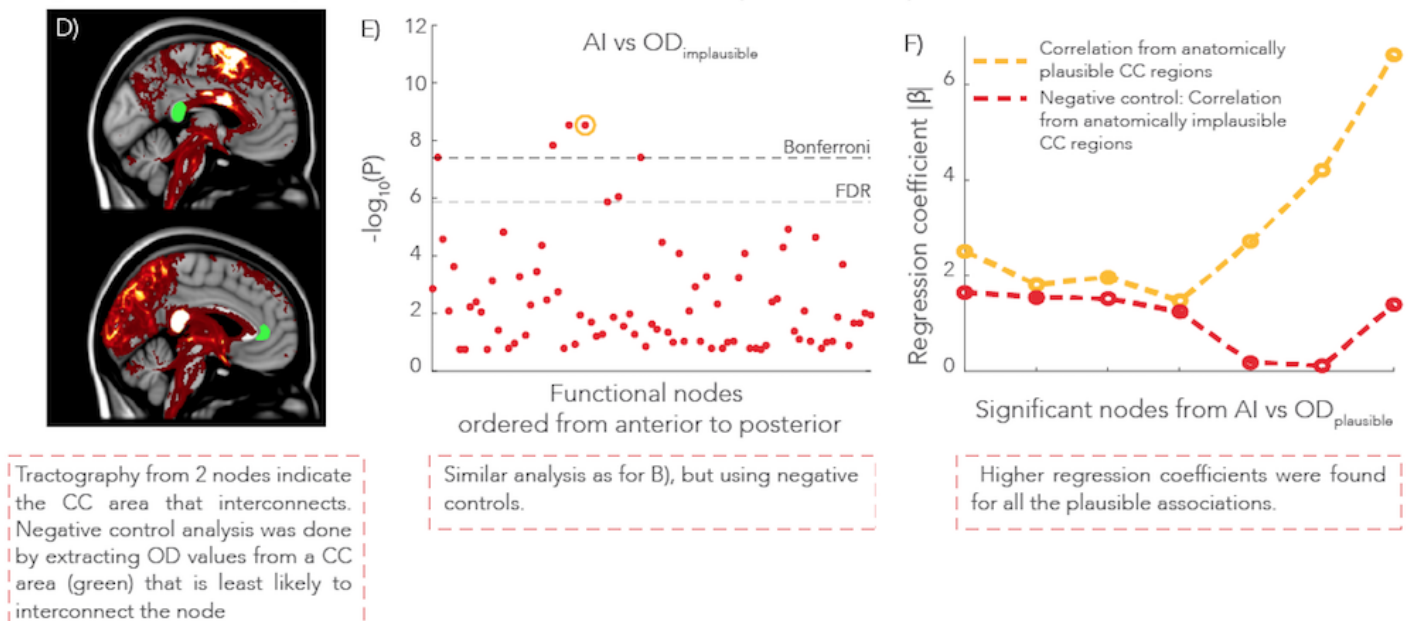 D)
Tractography from 2 nodes indicate
the CC area that interconnects.
Negative control analysis was done
by extracting OD values from a CC
area (green) that is least likely to
interconnect the node
E)
AI vs OD implausible
12
10
8
6
4
2
0
-log10(P)
Bonferroni
FDR
Functional nodes
ordered from anterior to posterior
Similar analysis as for B), but using negative
controls.
F)
Correlation from anatomically
plausible CC regions
Negative control: Correlation
from anatomically implausible
CC regions
6
4
2
0
Regression coefficient |β|
Significant nodes from AI vs OD plausible
Higher regression coefficients were found
for all the plausible associations.